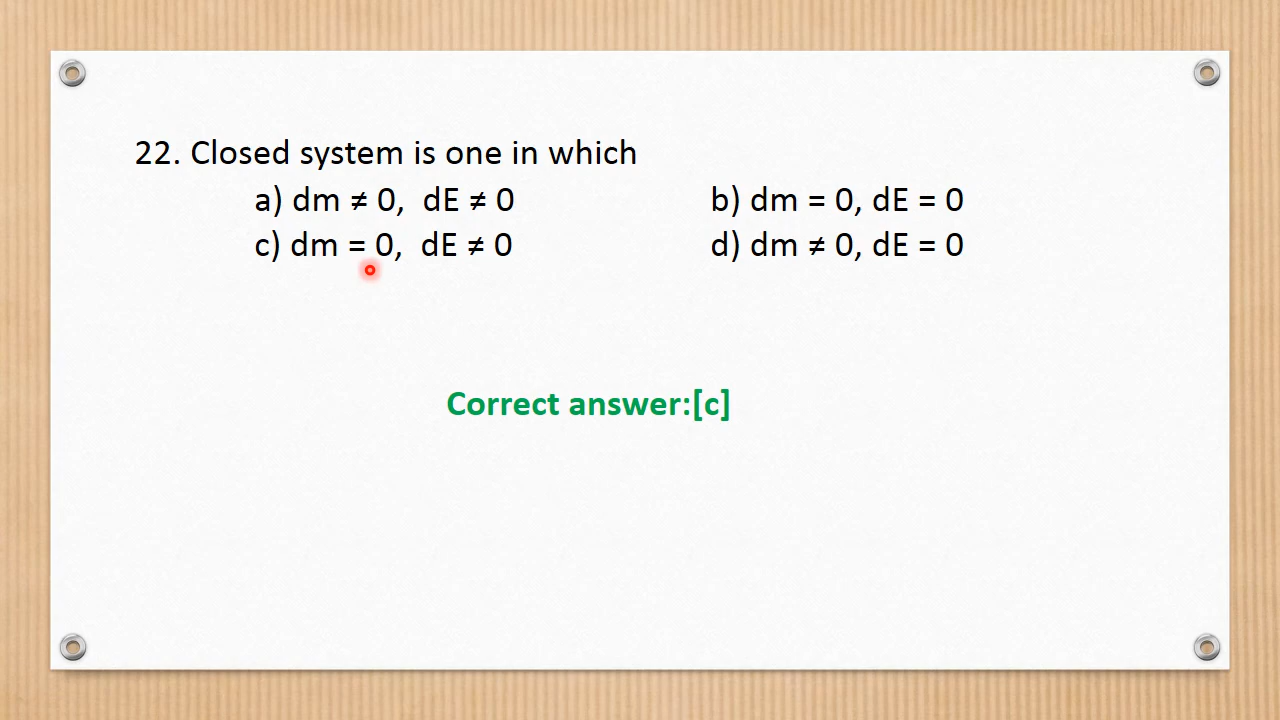 22. Closed system is one in which
a) dm ≠ 0,  dE ≠ 0 b) dm = 0, dE = 0
c) dm = 0,  dE ≠ 0 d) dm ≠ 0, dE = 0
Correct answer:[c]